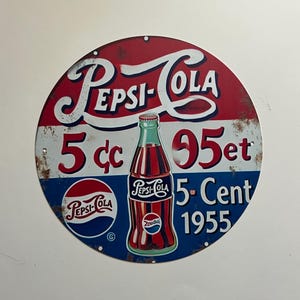 PEPSI-COLA
5 ¢c 95et
PEPSI-COLA
PEPSI-COLA
5-Cent
1955
©